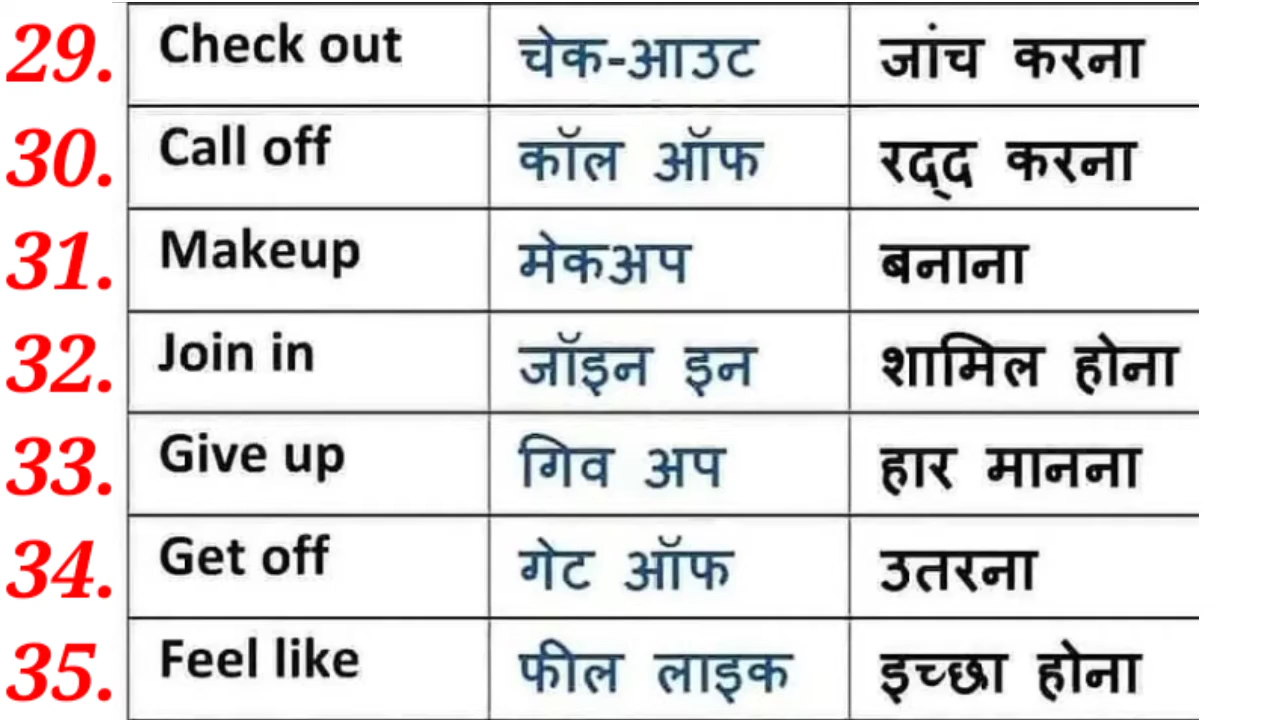 29. Check out चेक-आउट जांच करना
30. Call off कॉल ऑफ रद्द करना
31. Makeup मेकअप बनाना
32. Join in जॉइन इन शामिल होना
33. Give up गिव अप हार मानना
34. Get off गेट ऑफ उतरना
35. Feel like फील लाइक इच्छा होना